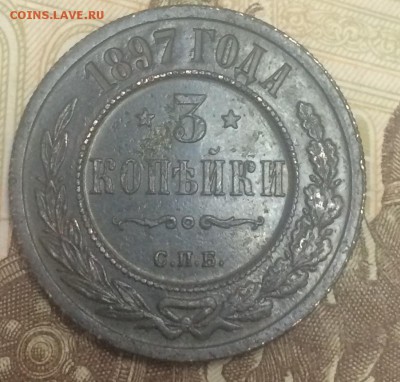 COINS.LAVE.RU
1897 ГОДА
3
КОПѢЙКИ
С.П.Б.